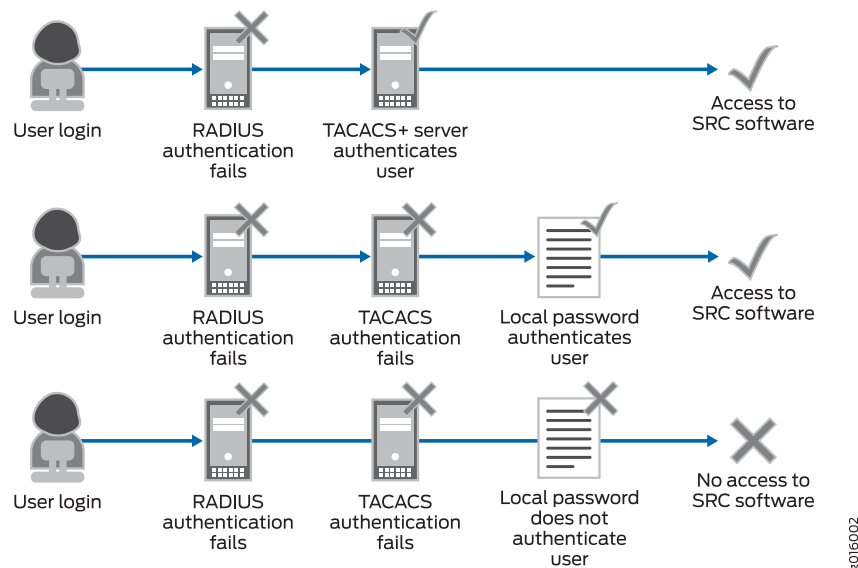 User login
RADIUS
authentication
fails
TACACS+ server
authenticates
user
Access to
SRC software
User login
RADIUS
authentication
fails
TACACS
authentication
fails
Local password
authenticates
user
Access to
SRC software
User login
RADIUS
authentication
fails
TACACS
authentication
fails
Local password
does not
authenticate
user
No access to
SRC software
g016002